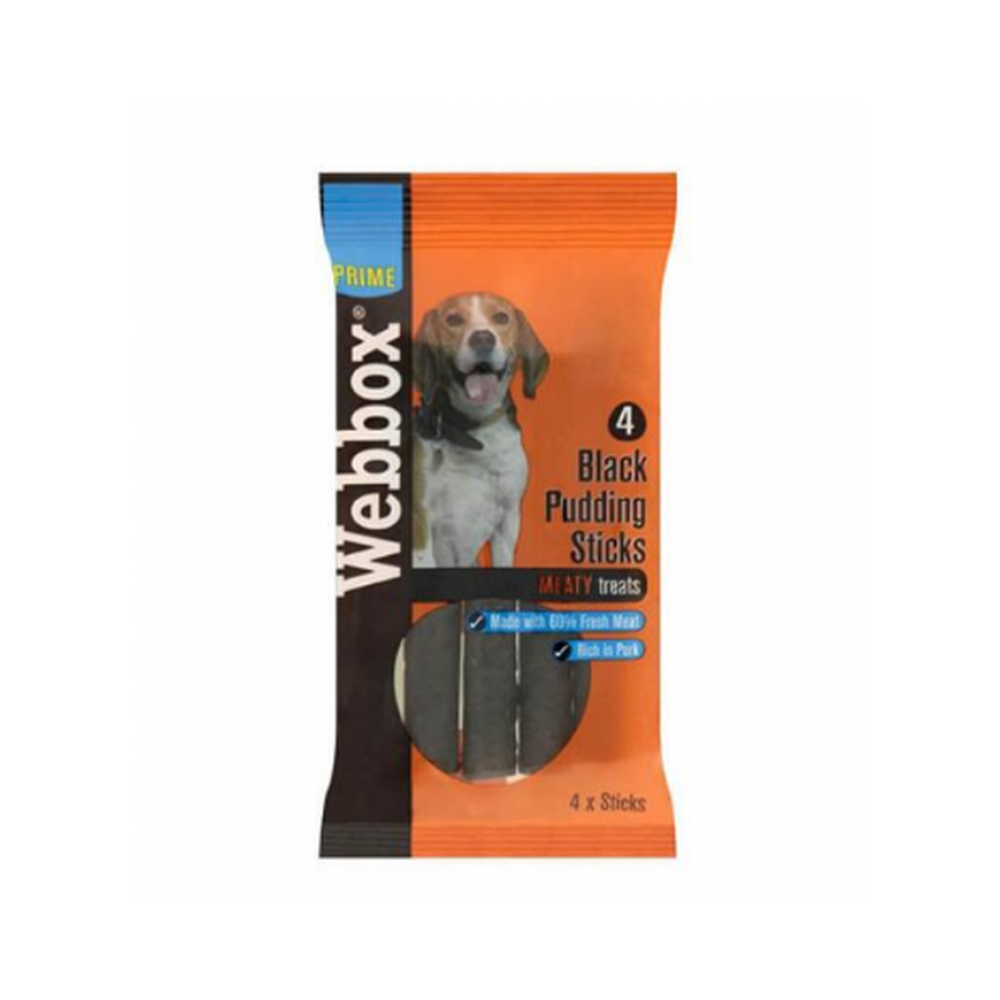 PRIME
Webbox®
4
Black
Pudding
Sticks
MEATY treats
Made with 60% Fresh Meat
Rich in Pork
4 x Sticks